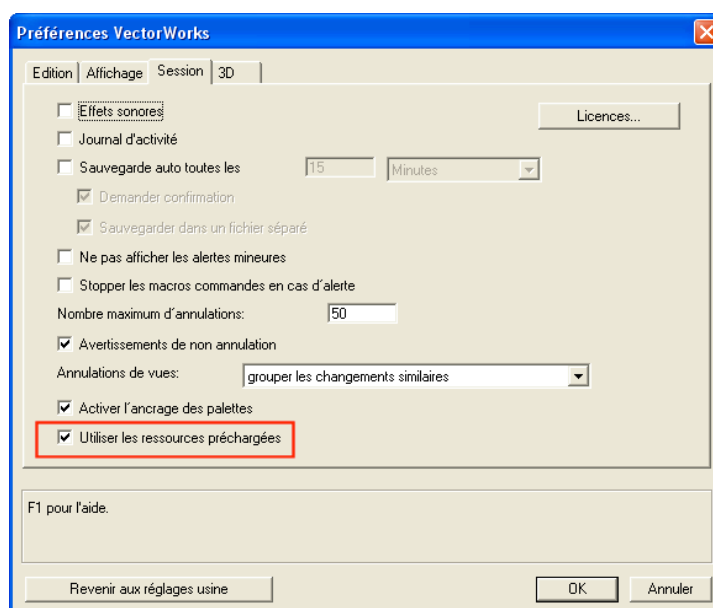 Préférences VectorWorks
Edition Affichage Session 3D
Effets sonores
Licences...
Journal d'activité
Sauvegarde auto toutes les 15 Minutes
Demander confirmation
Sauvegarder dans un fichier séparé
Ne pas afficher les alertes mineures
Stopper les macros commandes en cas d´alerte
Nombre maximum d´annulations: 50
Avertissements de non annulation
Annulations de vues: grouper les changements similaires
Activer l´ancrage des palettes
Utiliser les ressources préchargées
F1 pour l'aide.
Revenir aux réglages usine OK Annuler